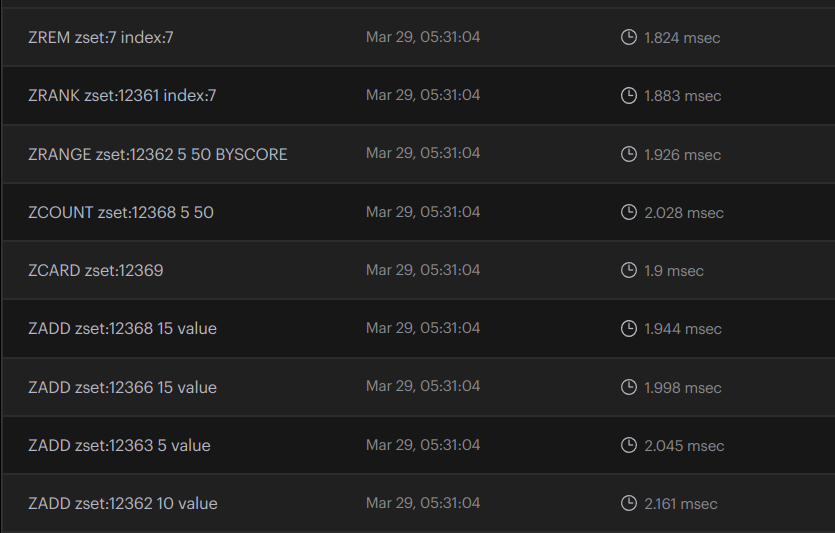 ZREM zset:7 index:7 Mar 29, 05:31:04 1.824 msec
ZRANK zset:12361 index:7 Mar 29, 05:31:04 1.883 msec
ZRANGE zset:12362 5 50 BYSCORE Mar 29, 05:31:04 1.926 msec
ZCOUNT zset:12368 5 50 Mar 29, 05:31:04 2.028 msec
ZCARD zset:12369 Mar 29, 05:31:04 1.9 msec
ZADD zset:12368 15 value Mar 29, 05:31:04 1.944 msec
ZADD zset:12366 15 value Mar 29, 05:31:04 1.998 msec
ZADD zset:12363 5 value Mar 29, 05:31:04 2.045 msec
ZADD zset:12362 10 value Mar 29, 05:31:04 2.161 msec